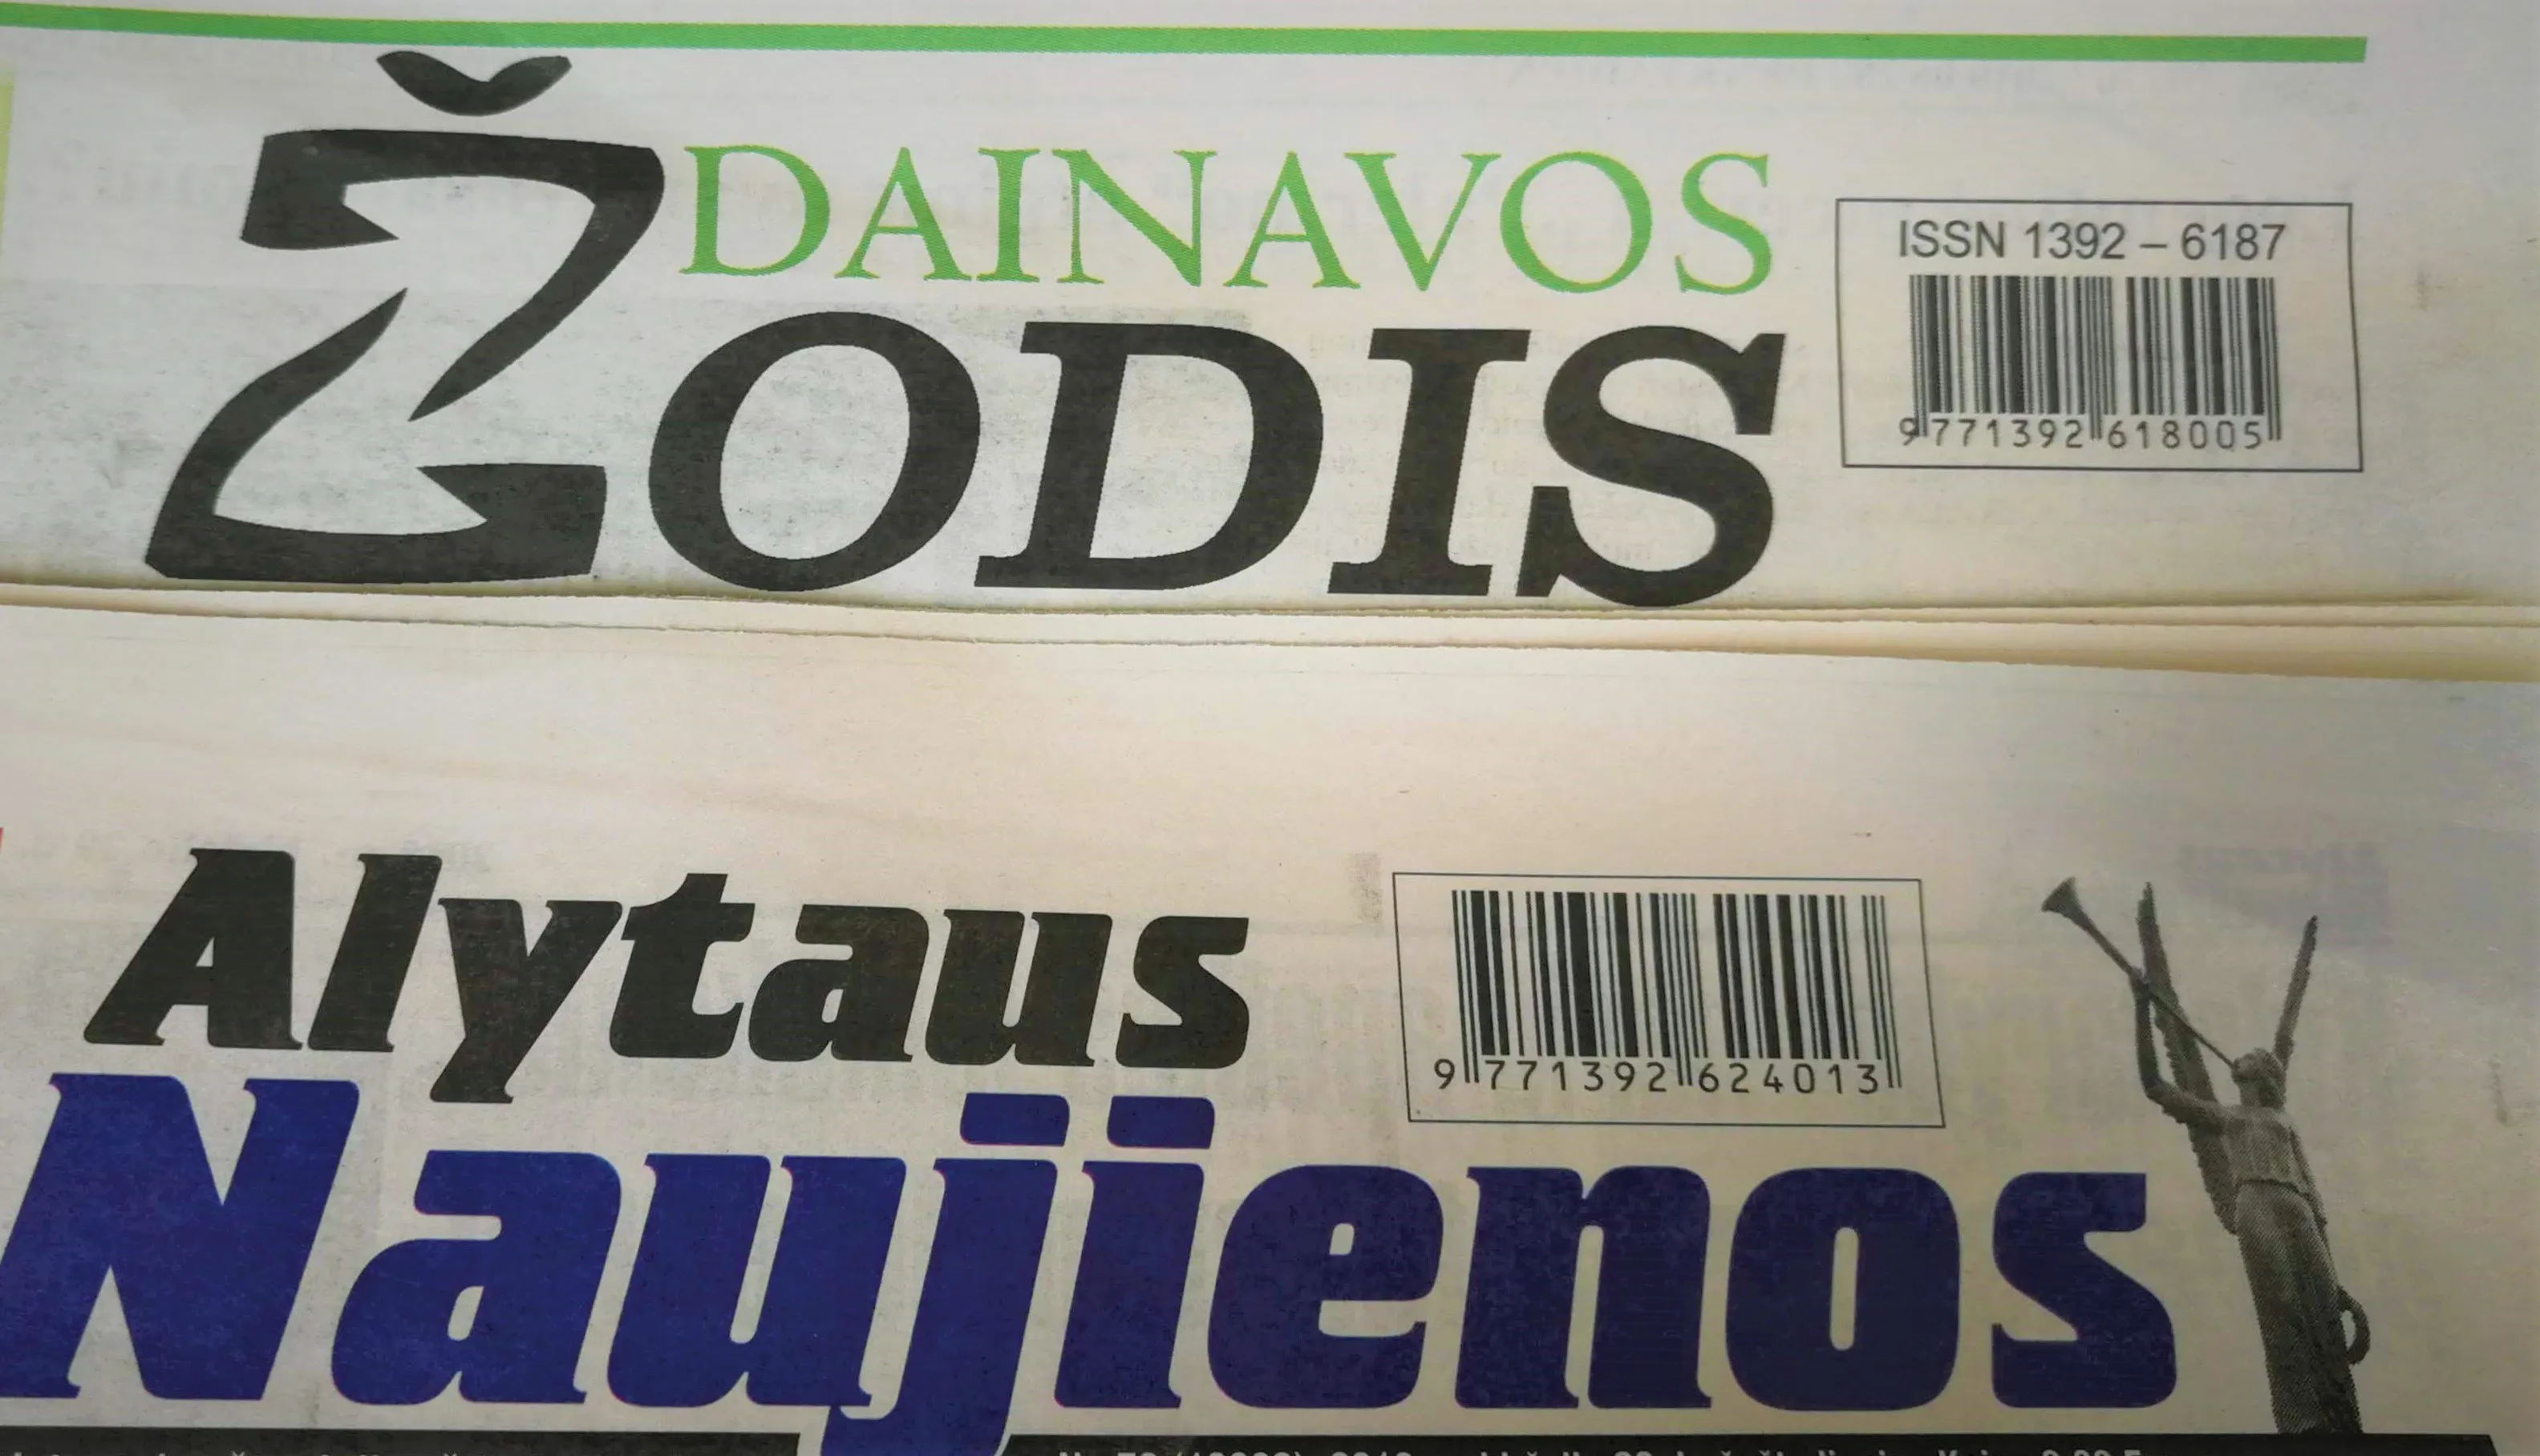 DAINAVOS
ŽODIS
ISSN 1392 – 6187
9 771392 618005
Alytaus
9 771392 624013
Naujienos